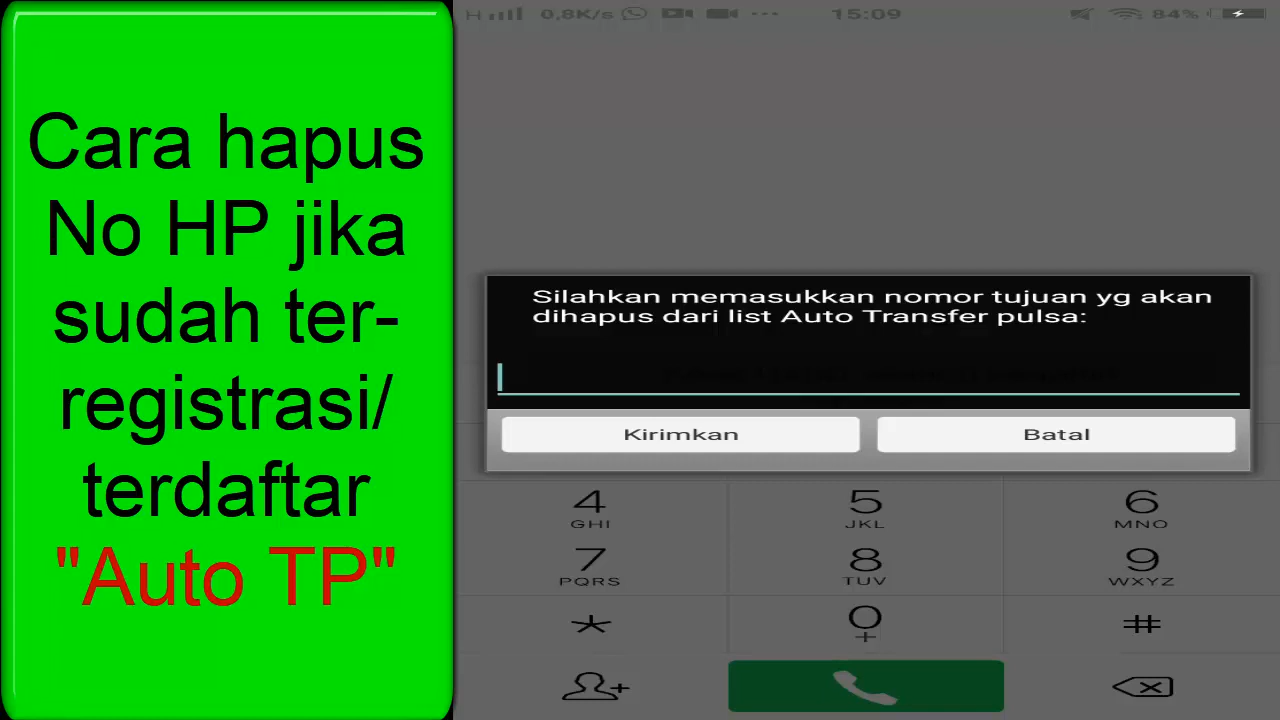 Cara hapus
No HP jika
sudah ter-
registrasi/
terdaftar
"Auto TP"
H 0,8K/s ... 15:09 84%
Silahkan memasukkan nomor tujuan yg akan
dihapus dari list Auto Transfer pulsa:
Kirimkan Batal
4 5 6
GHI JKL MNO
7 8 9
PQRS TUV WXYZ
* 0 #
+